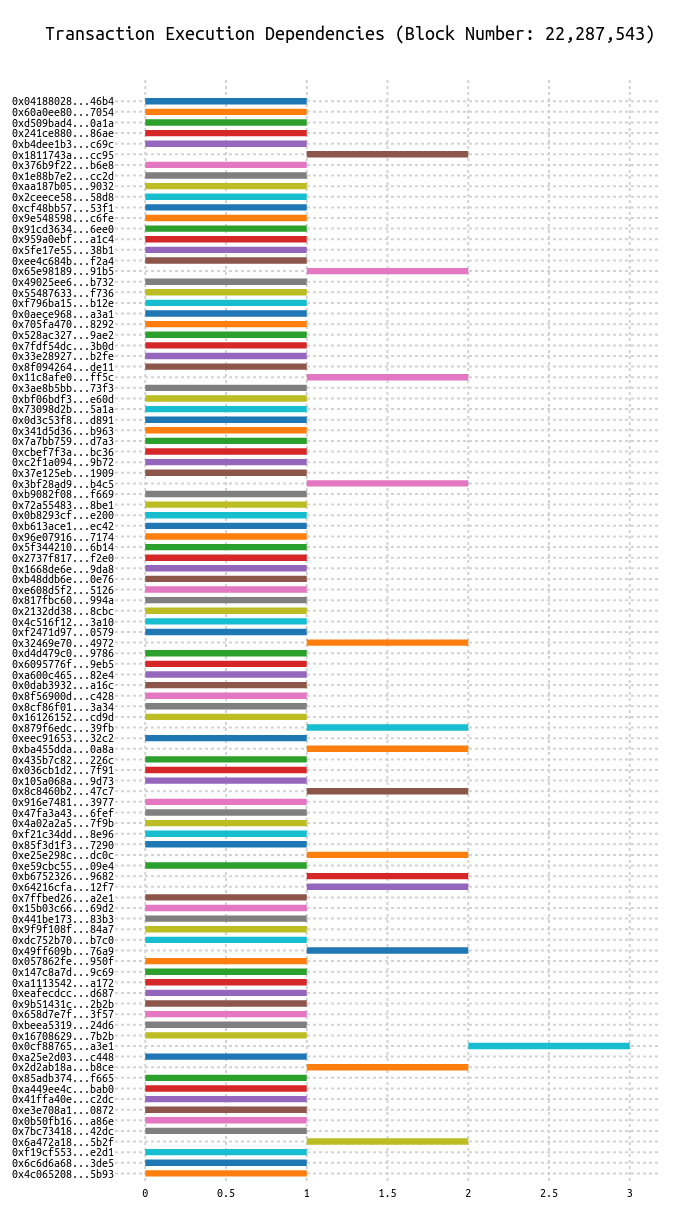 Transaction Execution Dependencies (Block Number: 22,287,543)
0x04188028...46b4
0x60a0ee80...7054
0xd509bad4...0a1a
0x241ce880...86ae
0xb4dee1b3...c69c
0x1811743a...cc95
0x376b9f22...b6e8
0x1e88b7e2...cc2d
0xaa187b05...9032
0x2ceece58...58d8
0xcf48bb57...53f1
0x9e548598...c6fe
0x91cd3634...6ee0
0x959a0ebf...a1c4
0x5fe17e55...38b1
0xee4c684b...f2a4
0x65e98189...91b5
0x49025ee6...b732
0x55487633...f736
0xf796ba15...b12e
0x0aece968...a3a1
0x705fa470...8292
0x528ac327...9ae2
0x7fdf54dc...3b0d
0x33e28927...b2fe
0x8f094264...de11
0x11c8afe0...ff5c
0x3ae8b5bb...73f3
0xbf06bdf3...e60d
0x73098d2b...5a1a
0x0d3c53f8...d891
0x341d5d36...b963
0x7a7bb759...d7a3
0xcbef7f3a...bc36
0xc2f1a094...9b72
0x37e125eb...1909
0x3bf28ad9...b4c5
0xb9082f08...f669
0x72a55483...8be1
0x0b8293cf...e200
0xb613ace1...ec42
0x96e07916...7174
0x5f344210...6b14
0x2737f817...f2e0
0x1668de6e...9da8
0xb48ddb6e...0e76
0xe608d5f2...5126
0x817fbc60...994a
0x2132dd38...8cbc
0x4c516f12...3a10
0xf2471d97...0579
0x32469e70...4972
0xd4d479c0...9786
0x6095776f...9eb5
0xa600c465...82e4
0x0dab3932...a16c
0x8f56900d...c428
0x8cf86f01...3a34
0x16126152...cd9d
0x879f6edc...39fb
0xeec91653...32c2
0xba455dda...0a8a
0x435b7c82...226c
0x036cb1d2...7f91
0x105a068a...9d73
0x8c8460b2...47c7
0x916e7481...3977
0x47fa3a43...6fef
0x4a02a2a5...7f9b
0xf21c34dd...8e96
0x85f3d1f3...7290
0xe25e298c...dc0c
0xe59cbc55...09e4
0xb6752326...9682
0x64216cfa...12f7
0x7ffbed26...a2e1
0x15b03c66...69d2
0x441be173...83b3
0x9f9f108f...84a7
0xdc752b70...b7c0
0x49ff609b...76a9
0x057862fe...950f
0x147c8a7d...9c69
0xa1113542...a172
0xeafecdcc...d687
0x9b51431c...2b2b
0x658d7e7f...3f57
0xbeea5319...24d6
0x16708629...7b2b
0x0cf88765...a3e1
0xa25e2d03...c448
0x2d2ab18a...b8ce
0x85adb374...f665
0xa449ee4c...bab0
0x41ffa40e...c2dc
0xe3e708a1...0872
0x0b50fb16...a86e
0x7bc73418...42dc
0x6a472a18...5b2f
0xf19cf553...e2d1
0x6c6d6a68...3de5
0x4c065208...5b93
0 0.5 1 1.5 2 2.5 3